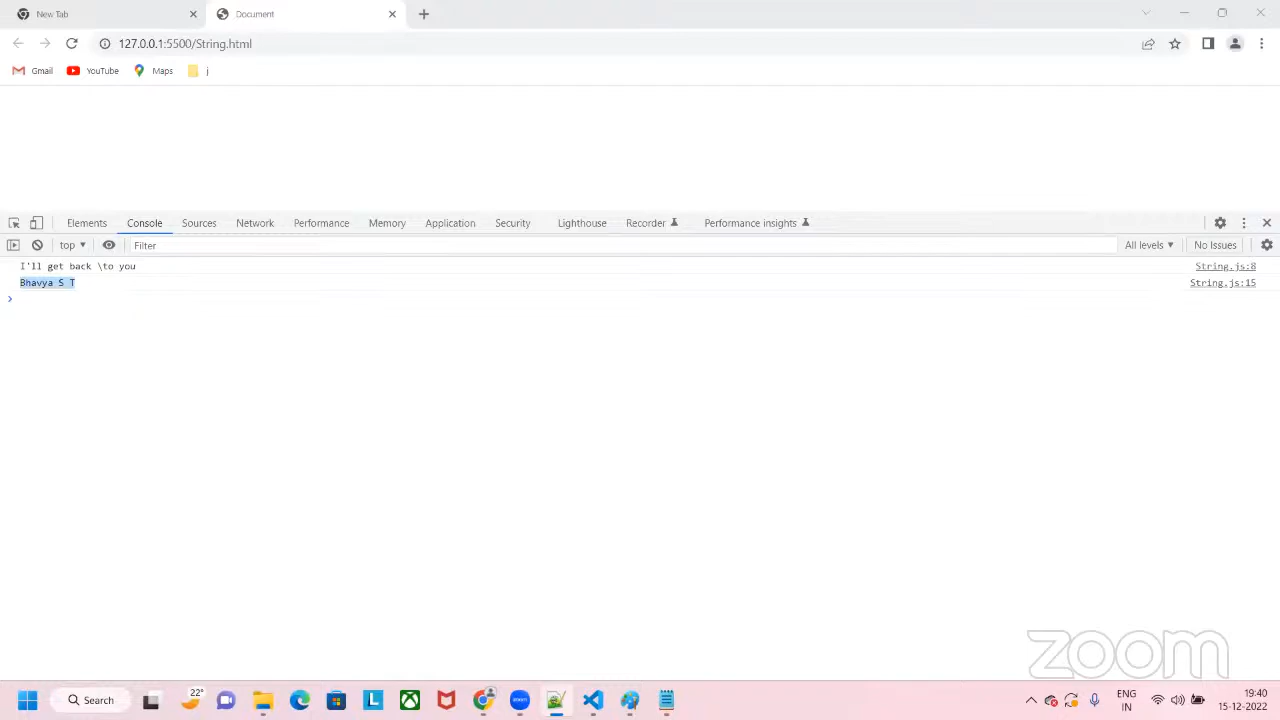 New Tab
Document
127.0.0.1:5500/String.html
Gmail
YouTube
Maps
j
Elements
Console
Sources
Network
Performance
Memory
Application
Security
Lighthouse
Recorder
Performance insights
top
Filter
All levels
No Issues
I'll get back \to you
String.js:8
Bhavya S T
String.js:15
zoom
22°
Search
zoom
L
ENG
IN
19:40
15-12-2022